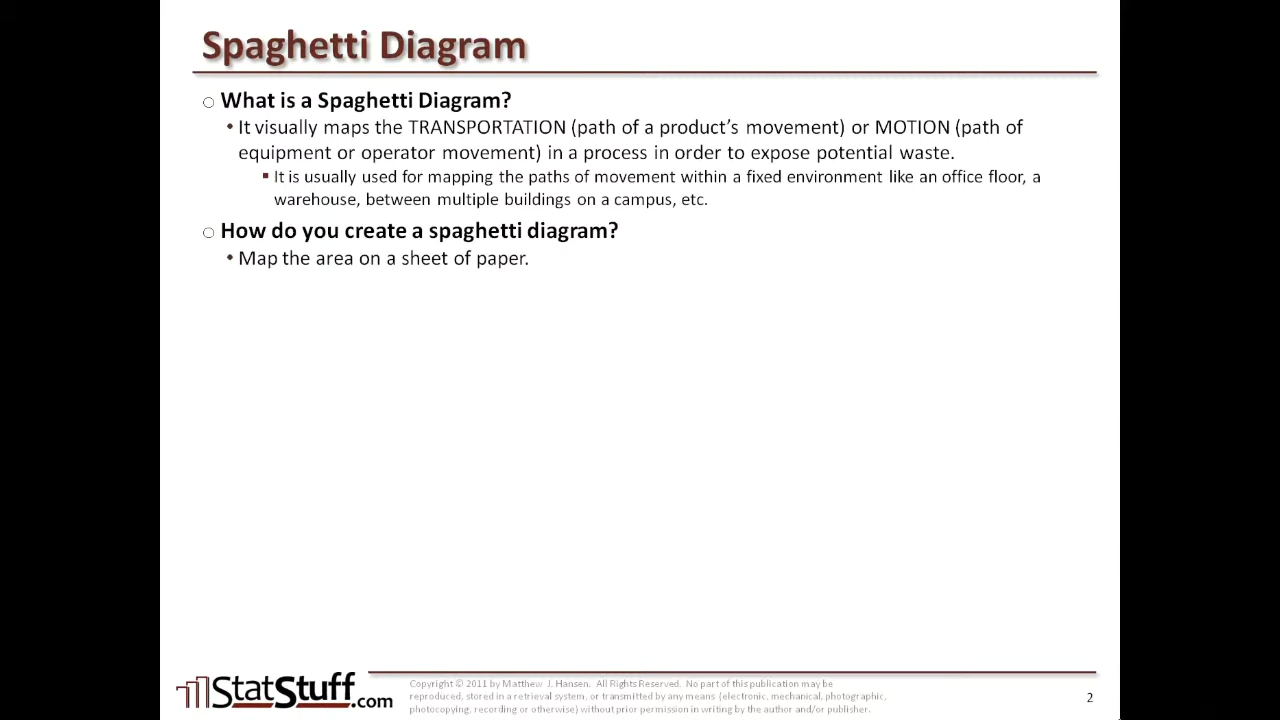 Spaghetti Diagram
○ What is a Spaghetti Diagram?
• It visually maps the TRANSPORTATION (path of a product’s movement) or MOTION (path of
equipment or operator movement) in a process in order to expose potential waste.
▪ It is usually used for mapping the paths of movement within a fixed environment like an office floor, a
warehouse, between multiple buildings on a campus, etc.
○ How do you create a spaghetti diagram?
• Map the area on a sheet of paper.
StatStuff.com
Copyright © 2011 by Matthew J. Hansen. All Rights Reserved. No part of this publication may be
reproduced, stored in a retrieval system, or transmitted by any means (electronic, mechanical, photographic,
photocopying, recording or otherwise) without prior permission in writing by the author and/or publisher.
2